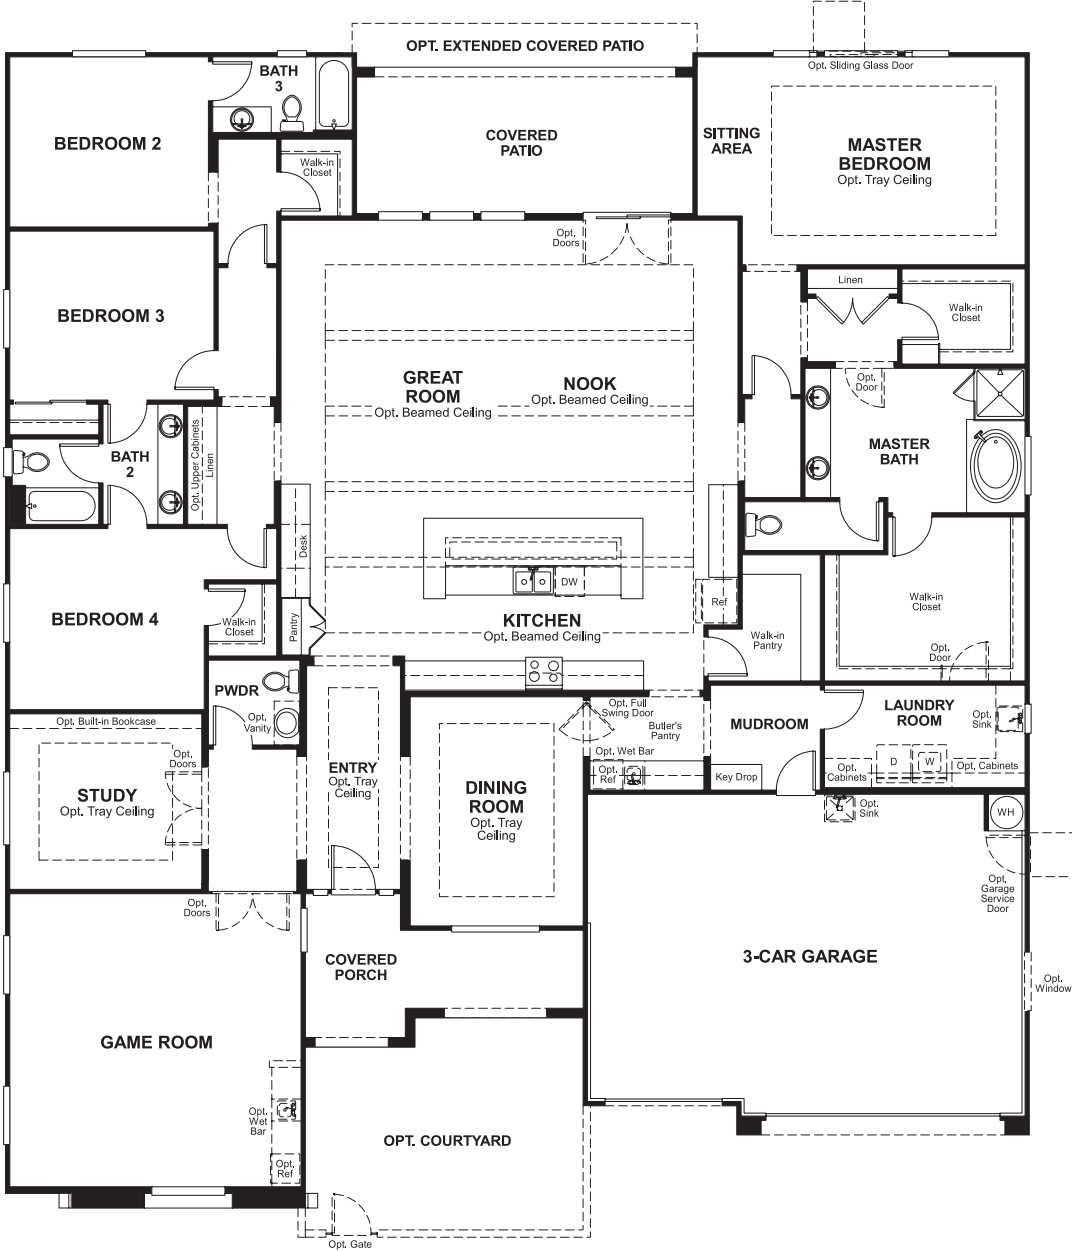 OPT. EXTENDED COVERED PATIO
Opt. Sliding Glass Door
BATH
3
BEDROOM 2
COVERED
PATIO
SITTING
AREA
MASTER
BEDROOM
Opt. Tray Ceiling
Walk-in
Closet
Opt.
Doors
Linen
Walk-in
Closet
BEDROOM 3
GREAT
ROOM
Opt. Beamed Ceiling
NOOK
Opt. Beamed Ceiling
Opt.
Door
MASTER
BATH
BATH
2
Opt. Upper Cabinets
Linen
Desk
DW
Ref
Walk-in
Closet
BEDROOM 4
Walk-in
Closet
Pantry
KITCHEN
Opt. Beamed Ceiling
Walk-in
Pantry
Opt.
Door
PWDR
Opt.
Vanity
Opt. Built-in Bookcase
Opt. Full
Swing Door
Butler's
Pantry
MUDROOM
LAUNDRY
ROOM
Opt.
Sink
Opt.
Doors
STUDY
Opt. Tray Ceiling
ENTRY
Opt. Tray
Ceiling
DINING
ROOM
Opt. Tray
Ceiling
Opt. Wet Bar
Opt.
Ref
Key Drop
Opt.
Cabinets
D
W
Opt. Cabinets
Opt.
Sink
WH
Opt.
Garage
Service
Door
Opt.
Doors
COVERED
PORCH
3-CAR GARAGE
Opt.
Window
GAME ROOM
Opt.
Wet
Bar
Opt.
Ref
OPT. COURTYARD
Opt. Gate